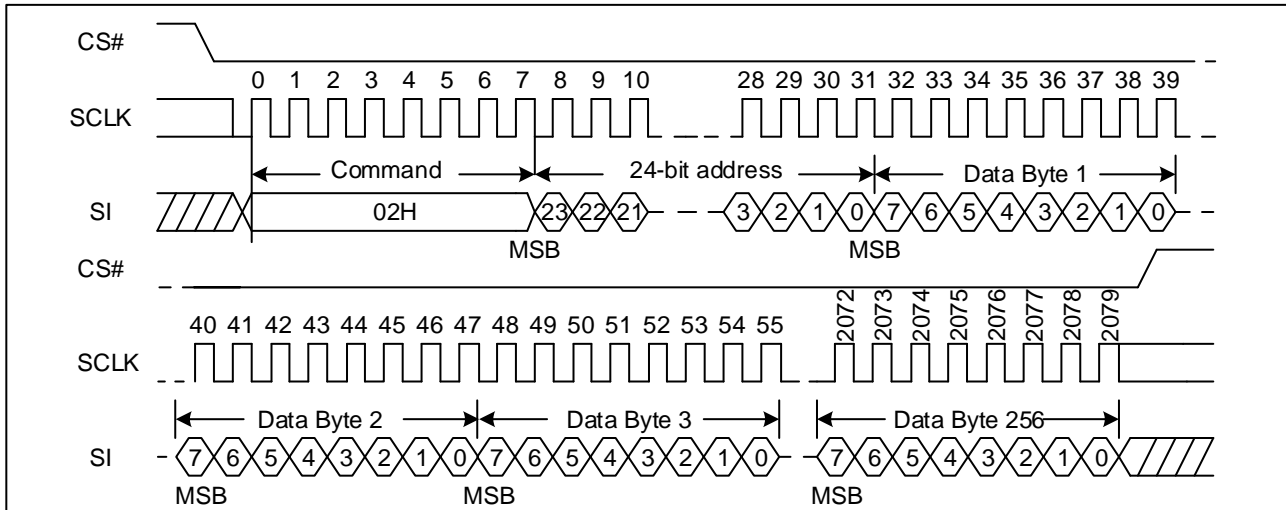 CS#
0 1 2 3 4 5 6 7 8 9 10 28 29 30 31 32 33 34 35 36 37 38 39
SCLK
Command 24-bit address Data Byte 1
SI 02H 23 22 21 3 2 1 0 7 6 5 4 3 2 1 0
MSB MSB
CS#
40 41 42 43 44 45 46 47 48 49 50 51 52 53 54 55 2072 2073 2074 2075 2076 2077 2078 2079
SCLK
Data Byte 2 Data Byte 3 Data Byte 256
SI 7 6 5 4 3 2 1 0 7 6 5 4 3 2 1 0 7 6 5 4 3 2 1 0
MSB MSB MSB